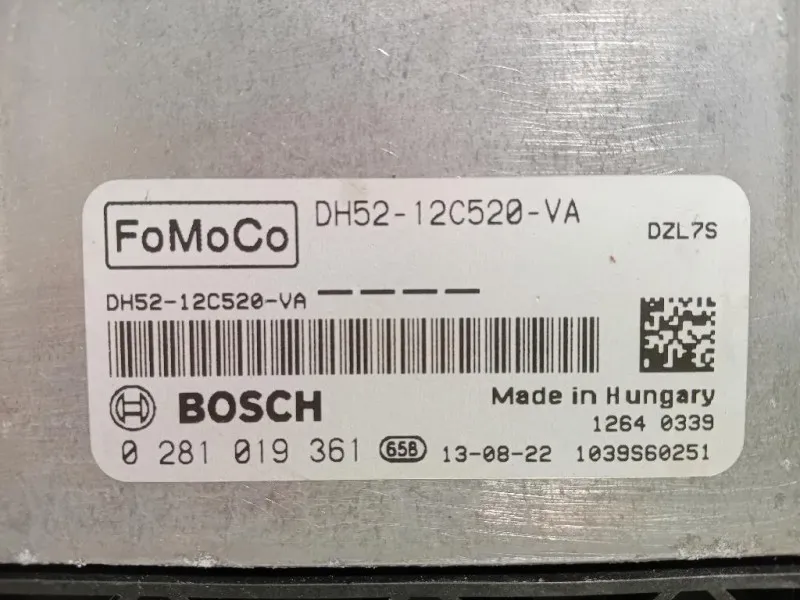 FoMoCo DH52-12C520-VA DZL7S
DH52-12C520-VA — — — —
BOSCH Made in Hungary
1264 0339
0 281 019 361 658 13-08-22 1039S60251